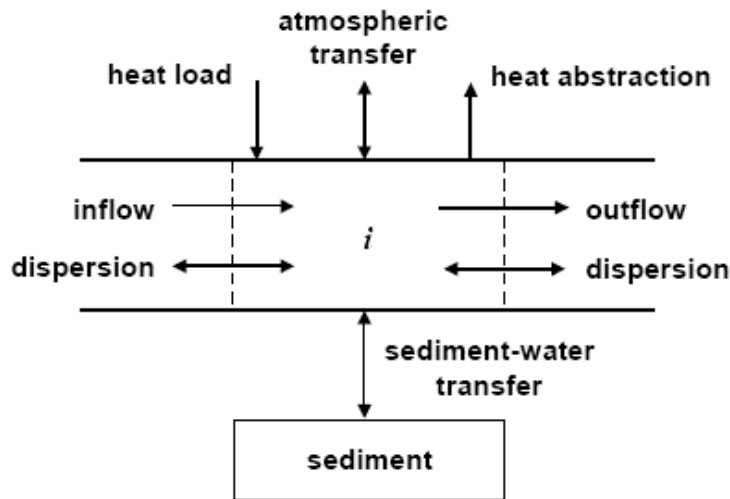 atmospheric
transfer
heat load
heat abstraction
inflow
outflow
i
dispersion
dispersion
sediment-water
transfer
sediment